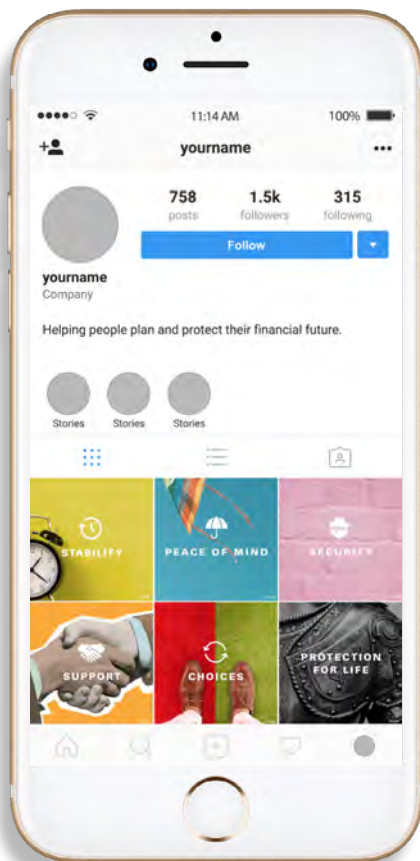 11:14 AM 100%
yourname
758 1.5k 315
posts followers following
Follow
yourname
Company
Helping people plan and protect their financial future.
Stories Stories Stories
STABILITY PEACE OF MIND SECURITY
SUPPORT CHOICES PROTECTION
FOR LIFE